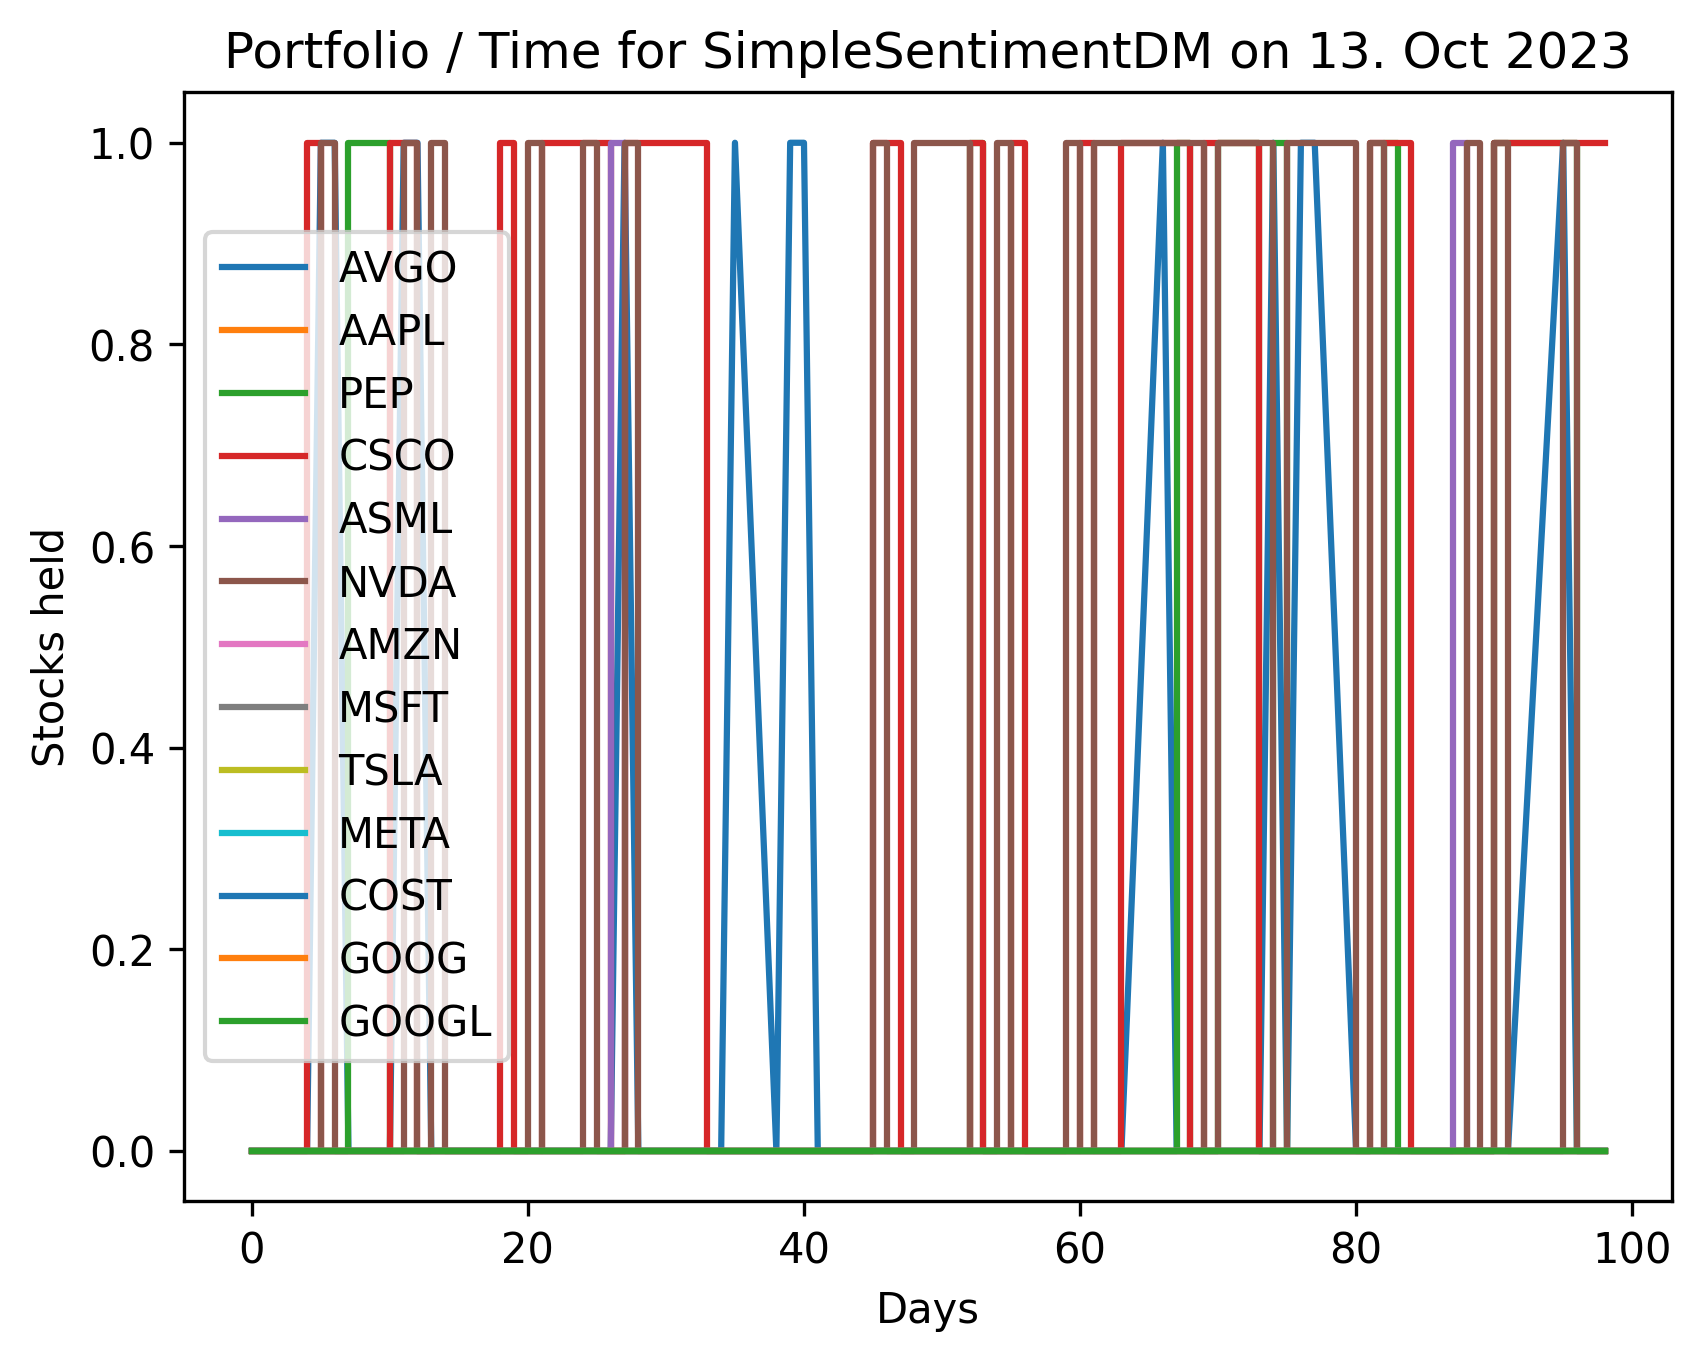 Portfolio / Time for SimpleSentimentDM on 13. Oct 2023
1.0
0.8
0.6
0.4
0.2
0.0
Stocks held
AVGO
AAPL
PEP
CSCO
ASML
NVDA
AMZN
MSFT
TSLA
META
COST
GOOG
GOOGL
0 20 40 60 80 100
Days